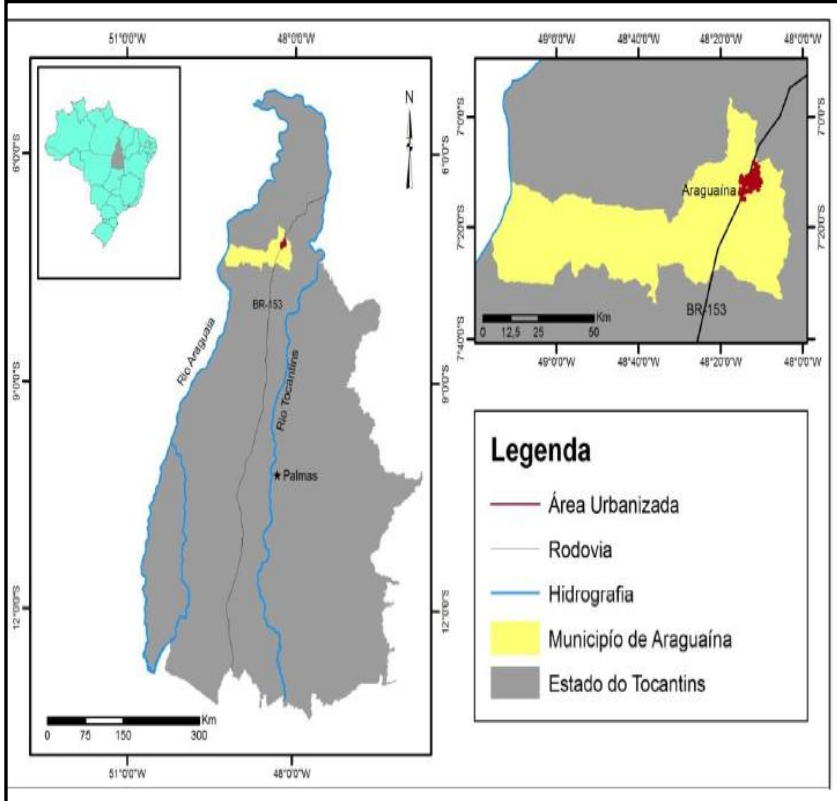 51°0'0"W
48°0'0"W
N
6°0'0"S
6°0'0"S
BR-153
Rio Araguaia
Rio Tocantins
9°0'0"S
9°0'0"S
Palmas
12°0'0"S
12°0'0"S
Km
0 75 150 300
51°0'0"W
48°0'0"W
49°0'0"W
48°40'0"W
48°20'0"W
48°0'0"W
7°0'0"S
7°0'0"S
Araguaína
7°20'0"S
7°20'0"S
BR-153
Km
0 12,5 25 50
7°40'0"S
7°40'0"S
49°0'0"W
48°40'0"W
48°20'0"W
48°0'0"W
Legenda
Área Urbanizada
Rodovia
Hidrografia
Municipío de Araguaína
Estado do Tocantins